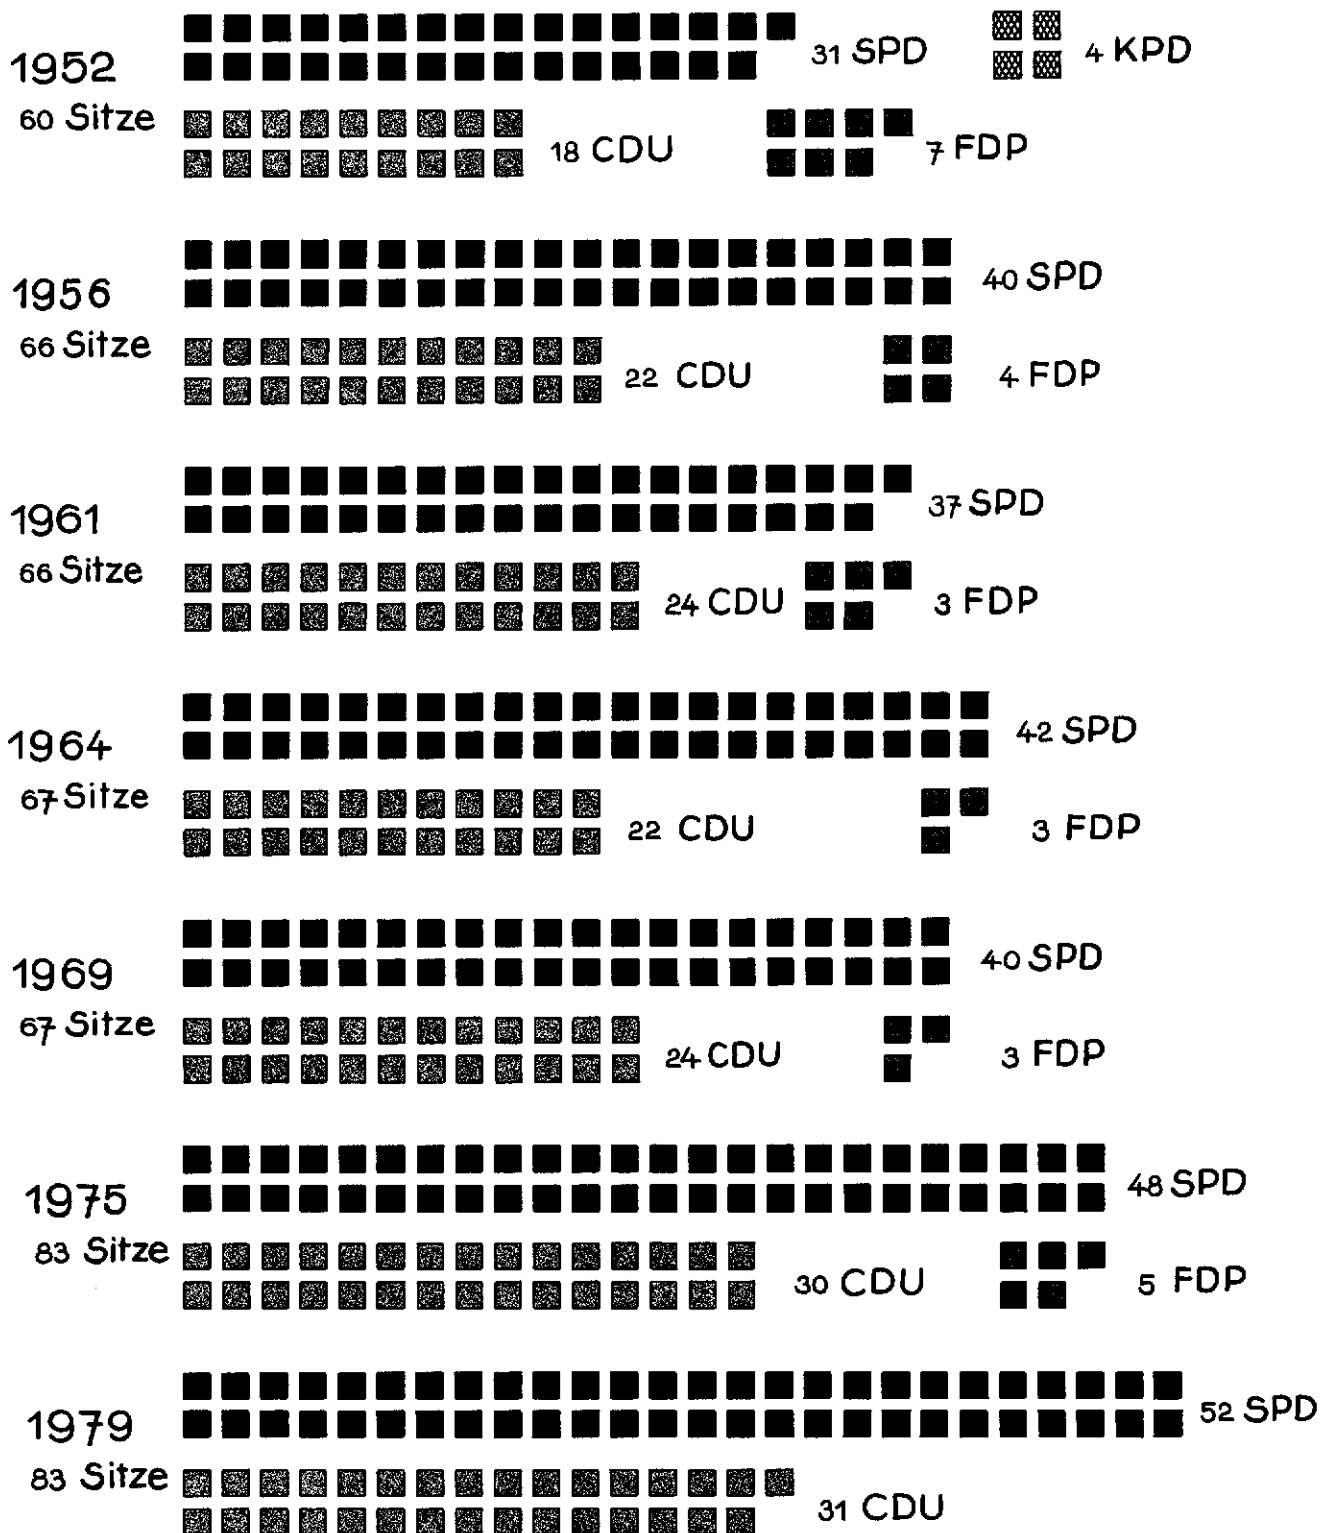 1952
60 Sitze
31 SPD
4 KPD
18 CDU
7 FDP
1956
66 Sitze
40 SPD
22 CDU
4 FDP
1961
66 Sitze
37 SPD
24 CDU
3 FDP
1964
67 Sitze
42 SPD
22 CDU
3 FDP
1969
67 Sitze
40 SPD
24 CDU
3 FDP
1975
83 Sitze
48 SPD
30 CDU
5 FDP
1979
83 Sitze
52 SPD
31 CDU